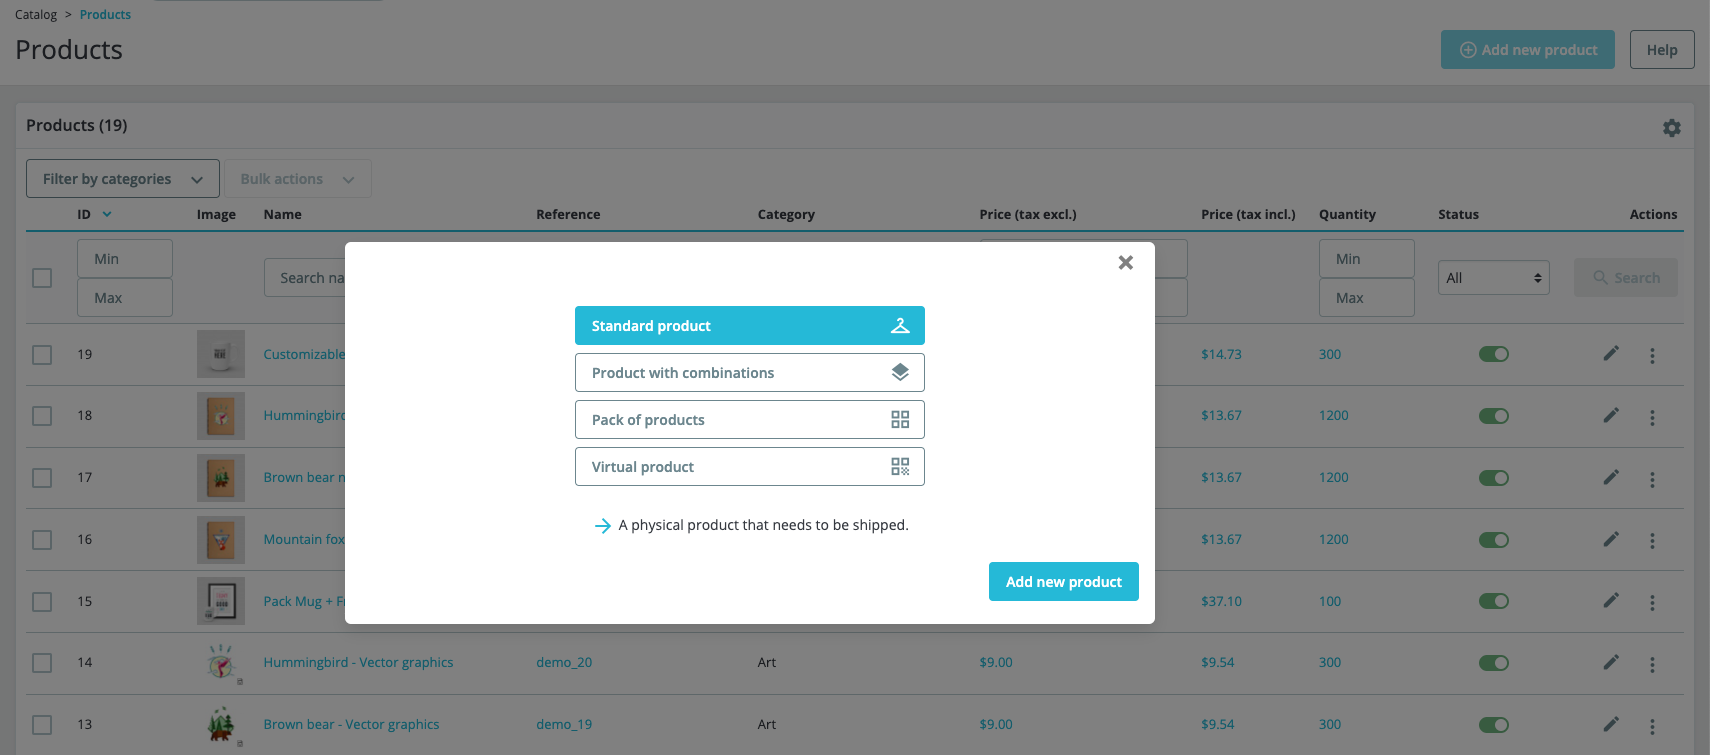 Catalog > Products
Products
Add new product
Help
Products (19)
Filter by categories
Bulk actions
ID Image Name Reference Category Price (tax excl.) Price (tax incl.) Quantity Status Actions
Min Min
Search na All Search
Max Max
Standard product
Product with combinations
Pack of products
Virtual product
A physical product that needs to be shipped.
Add new product
19 Customizable $14.73 300
18 Hummingbird $13.67 1200
17 Brown bear n $13.67 1200
16 Mountain fox $13.67 1200
15 Pack Mug + F $37.10 100
14 Hummingbird - Vector graphics demo_20 Art $9.00 $9.54 300
13 Brown bear - Vector graphics demo_19 Art $9.00 $9.54 300